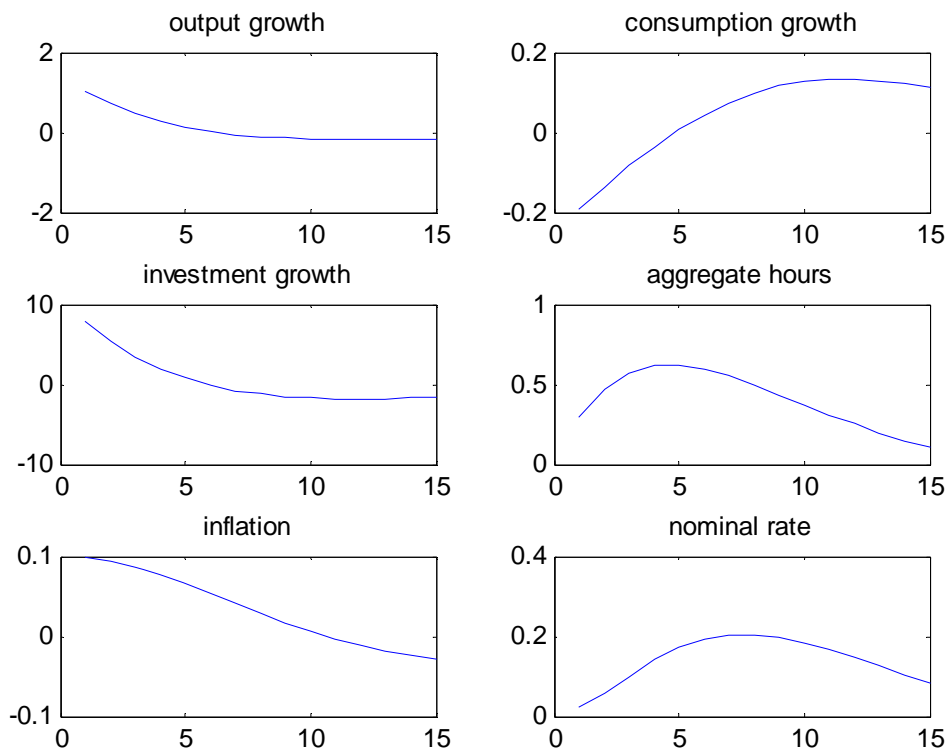 output growth
2
0
-2
0 5 10 15
consumption growth
0.2
0
-0.2
0 5 10 15
investment growth
10
0
-10
0 5 10 15
aggregate hours
1
0.5
0
0 5 10 15
inflation
0.1
0
-0.1
0 5 10 15
nominal rate
0.4
0.2
0
0 5 10 15